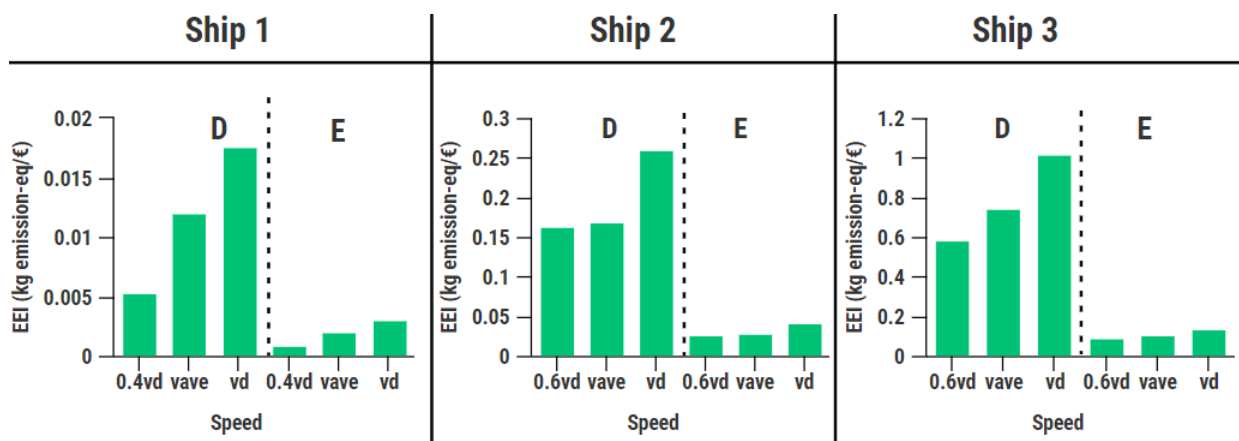 Ship 1
Ship 2
Ship 3
EEI (kg emission-eq/€)
0.02
0.015
0.01
0.005
0
D
E
0.4vd vave vd 0.4vd vave vd
Speed
EEI (kg emission-eq/€)
0.3
0.25
0.2
0.15
0.1
0.05
0
D
E
0.6vd vave vd 0.6vd vave vd
Speed
EEI (kg emission-eq/€)
1.2
1
0.8
0.6
0.4
0.2
0
D
E
0.6vd vave vd 0.6vd vave vd
Speed